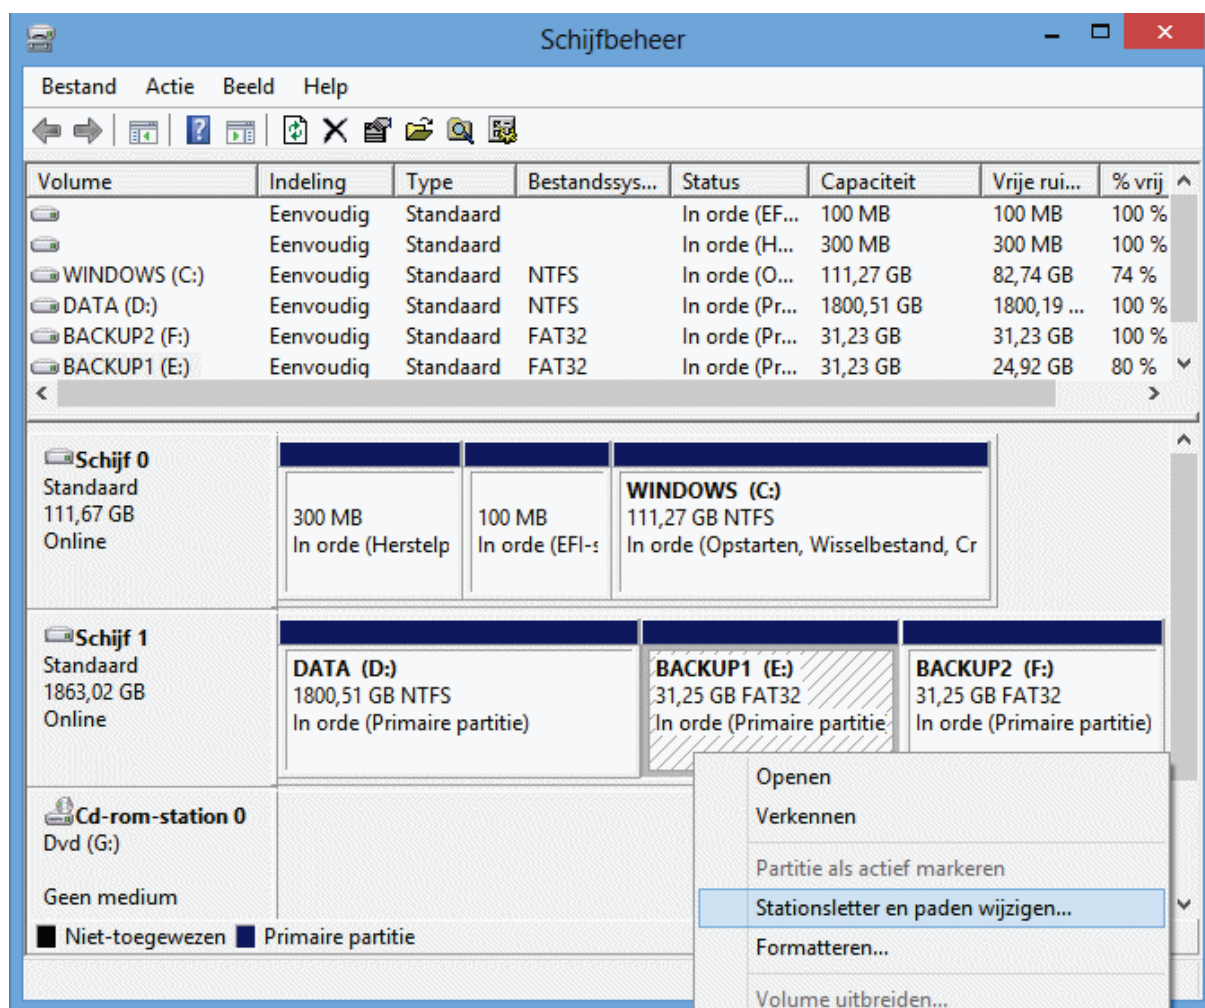 Schijfbeheer
Bestand Actie Beeld Help
Volume Indeling Type Bestandssys... Status Capaciteit Vrije rui... % vrij
Eenvoudig Standaard In orde (EF... 100 MB 100 MB 100 %
Eenvoudig Standaard In orde (H... 300 MB 300 MB 100 %
WINDOWS (C:) Eenvoudig Standaard NTFS In orde (O... 111,27 GB 82,74 GB 74 %
DATA (D:) Eenvoudig Standaard NTFS In orde (Pr... 1800,51 GB 1800,19 ... 100 %
BACKUP2 (F:) Eenvoudig Standaard FAT32 In orde (Pr... 31,23 GB 31,23 GB 100 %
BACKUP1 (E:) Eenvoudig Standaard FAT32 In orde (Pr... 31,23 GB 24,92 GB 80 %
Schijf 0
Standaard
111,67 GB
Online
300 MB
In orde (Herstelp
100 MB
In orde (EFI-s
WINDOWS (C:)
111,27 GB NTFS
In orde (Opstarten, Wisselbestand, Cr
Schijf 1
Standaard
1863,02 GB
Online
DATA (D:)
1800,51 GB NTFS
In orde (Primaire partitie)
BACKUP1 (E:)
31,25 GB FAT32
In orde (Primaire partitie
BACKUP2 (F:)
31,25 GB FAT32
In orde (Primaire partitie)
Cd-rom-station 0
Dvd (G:)
Geen medium
Openen
Verkennen
Partitie als actief markeren
Stationsletter en paden wijzigen...
Formatteren...
Volume uitbreiden...
Niet-toegewezen Primaire partitie